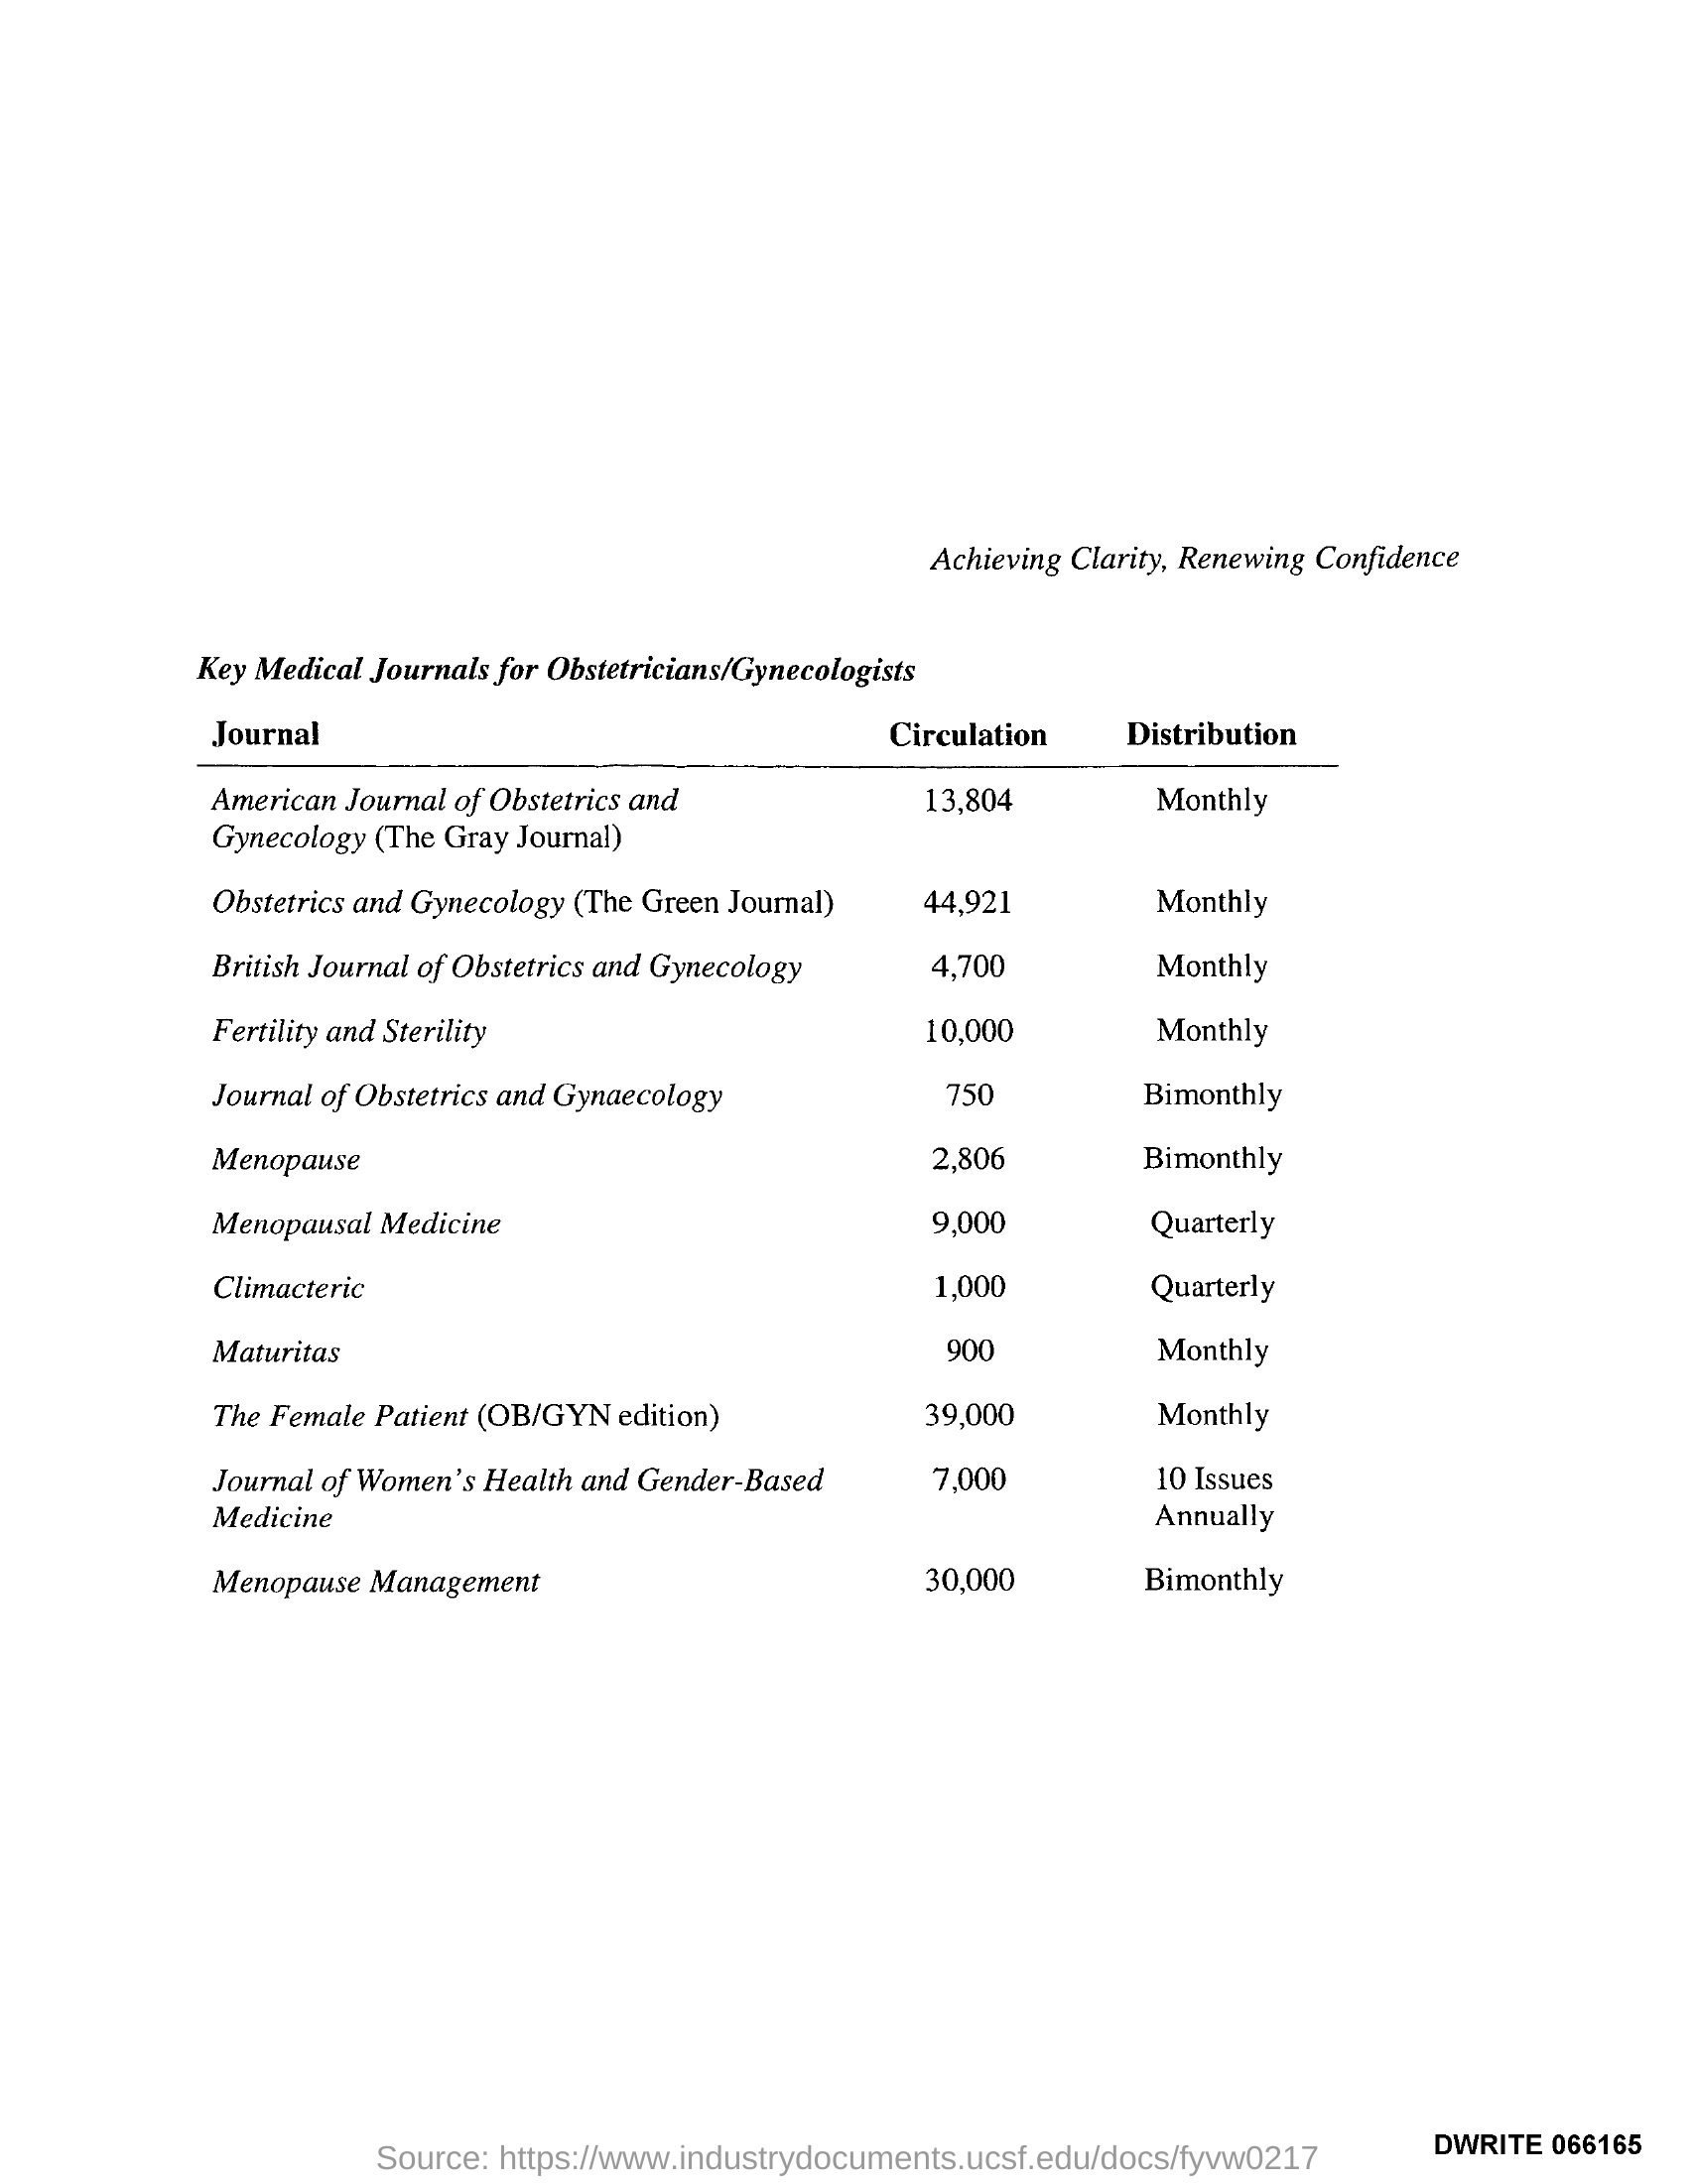 Achieving Clarity, Renewing Confidence
Key Medical Journals for Obstetricians/Gynecologists
Journal Circulation Distribution
American Journal of Obstetrics and 13,804 Monthly
Gynecology (The Gray Journal)
Obstetrics and Gynecology (The Green Journal) 44,921 Monthly
British Journal of Obstetrics and Gynecology 4,700 Monthly
Fertility and Sterility 10,000 Monthly
Journal of Obstetrics and Gynaecology 750 Bimonthly
Menopause 2,806 Bimonthly
Menopausal Medicine 9,000 Quarterly
Climacteric 1,000 Quarterly
Maturitas 900 Monthly
The Female Patient (OB/GYN edition) 39,000 Monthly
Journal of Women's Health and Gender-Based 7,000 10 Issues
Medicine Annually
Menopause Management 30,000 Bimonthly
DWRITE 066165
Source: https://www.industrydocuments.ucsf.edu/docs/fyvw0217